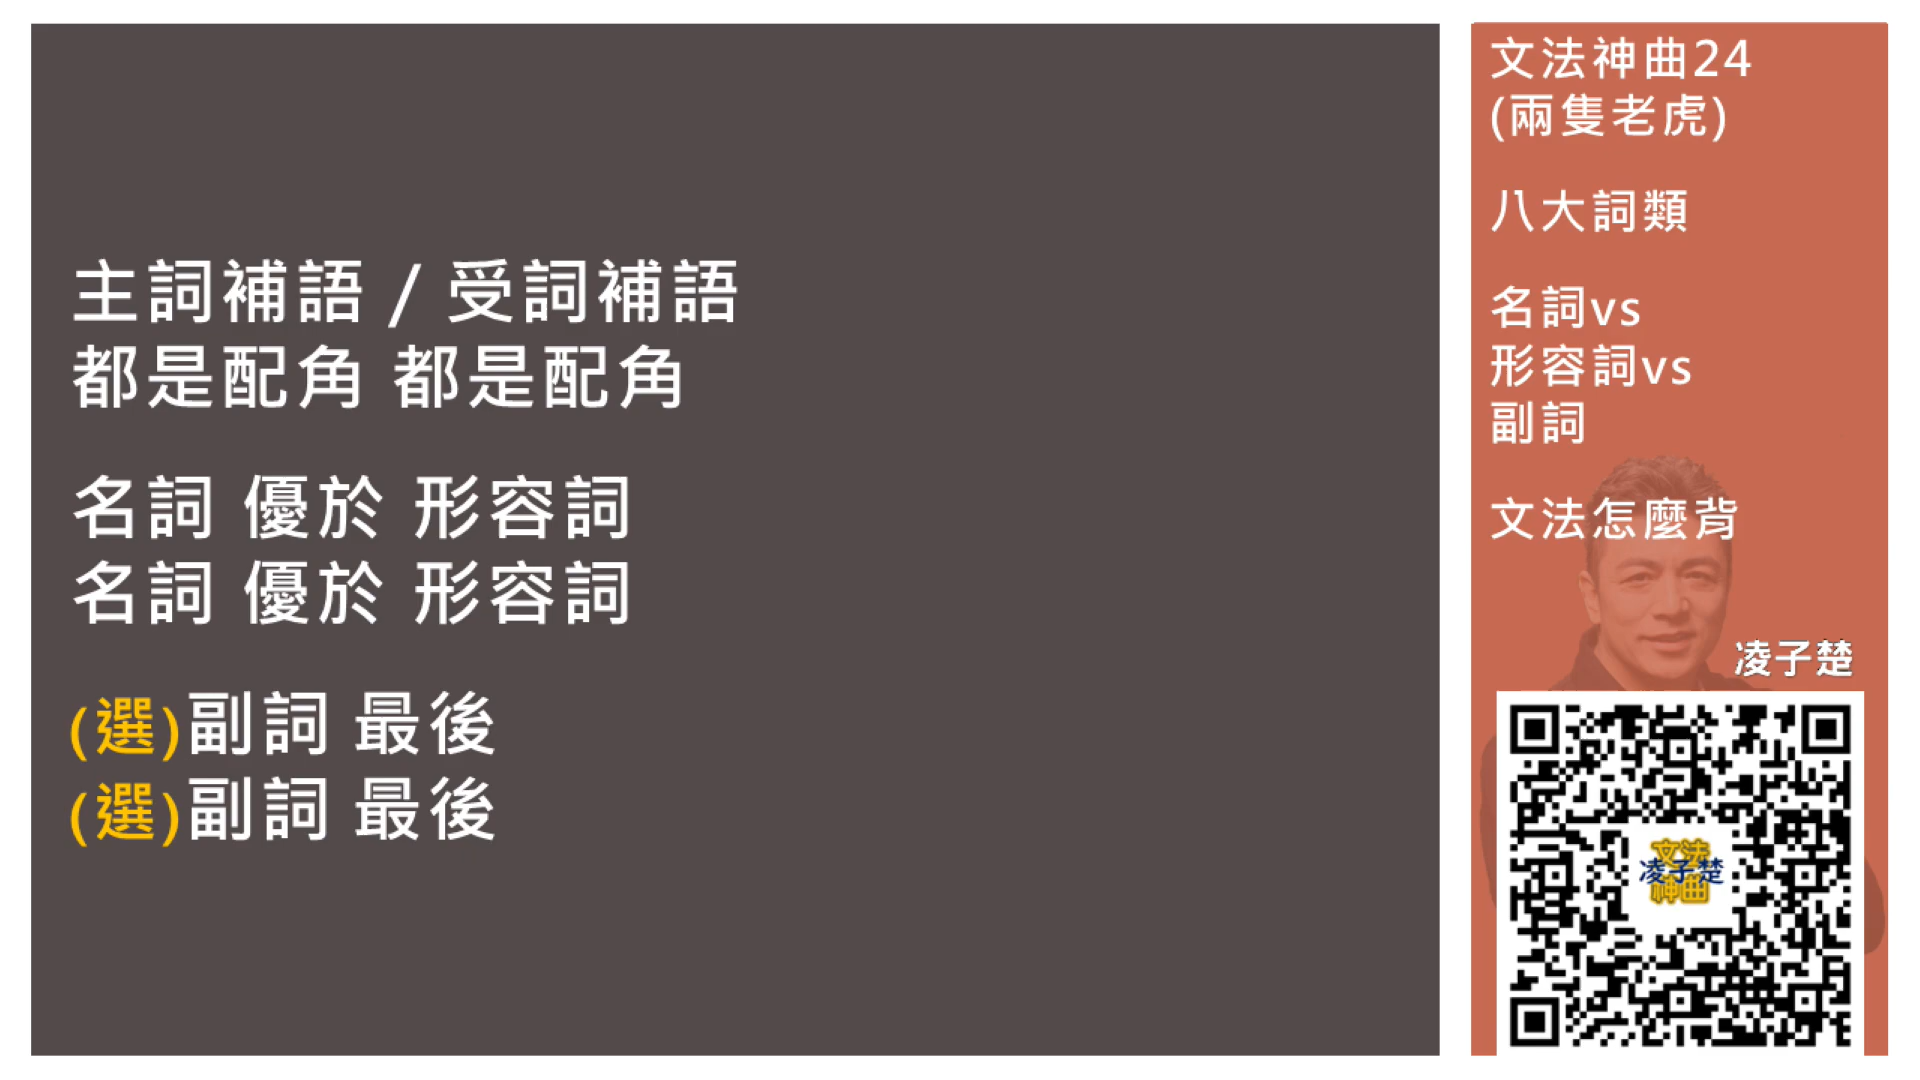 主詞補語 / 受詞補語
都是配角 都是配角
名詞 優於 形容詞
名詞 優於 形容詞
(選)副詞 最後
(選)副詞 最後
文法神曲24
(兩隻老虎)
八大詞類
名詞vs
形容詞vs
副詞
文法怎麼背
凌子楚
文法
凌子楚
神曲